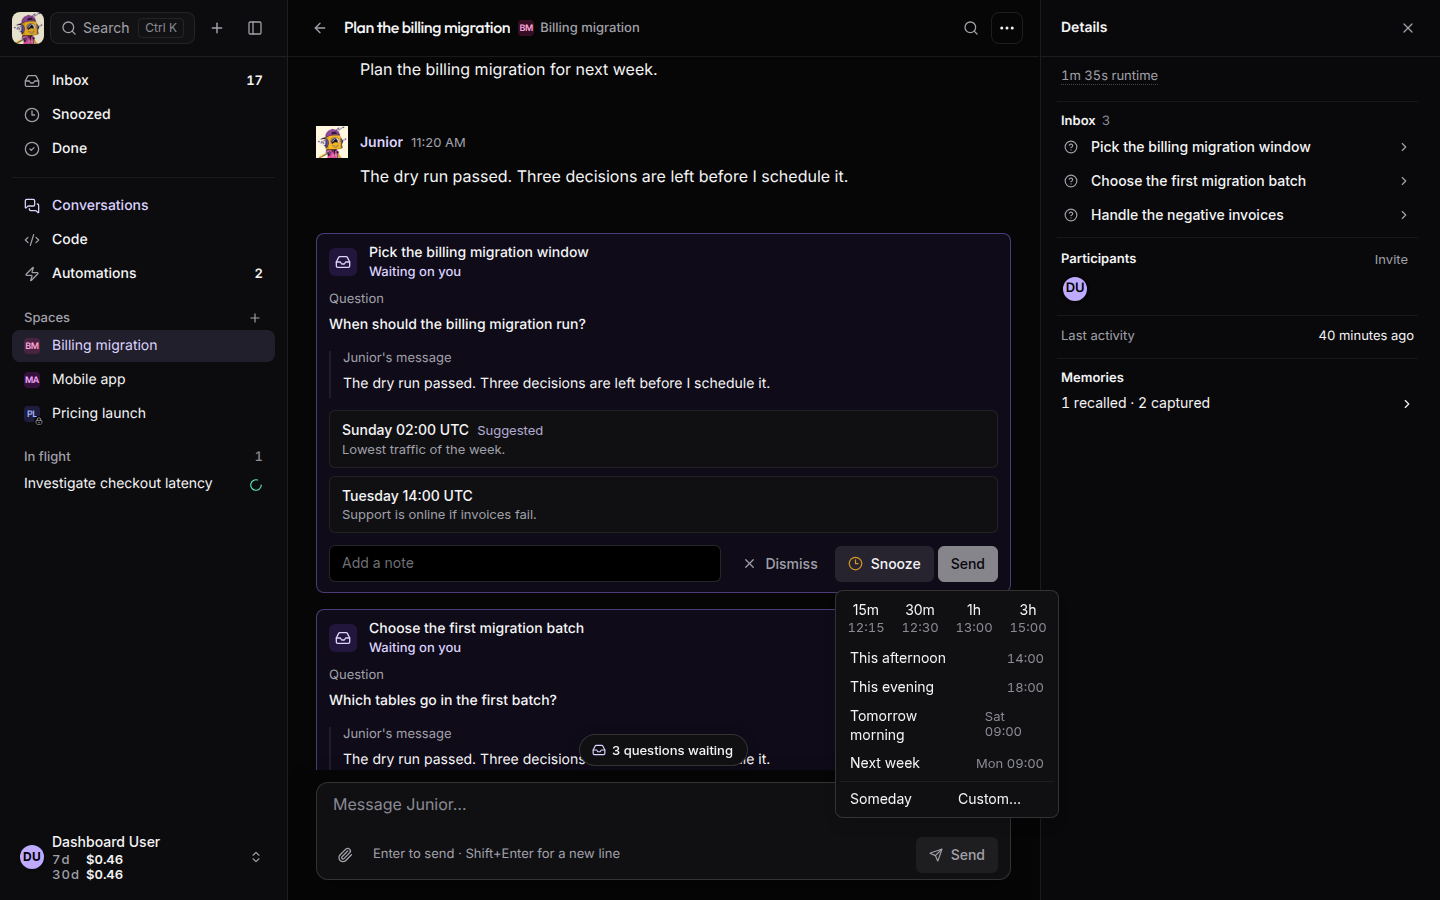 Search Ctrl K
Inbox 17
Snoozed
Done
Conversations
Code
Automations 2
Spaces
BM Billing migration
MA Mobile app
PL Pricing launch
In flight 1
Investigate checkout latency
DU Dashboard User
7d $0.46
30d $0.46
Plan the billing migration BM Billing migration
Plan the billing migration for next week.
Junior 11:20 AM
The dry run passed. Three decisions are left before I schedule it.
Pick the billing migration window
Waiting on you
Question
When should the billing migration run?
Junior's message
The dry run passed. Three decisions are left before I schedule it.
Sunday 02:00 UTC Suggested
Lowest traffic of the week.
Tuesday 14:00 UTC
Support is online if invoices fail.
Add a note Dismiss Snooze Send
15m 30m 1h 3h
12:15 12:30 13:00 15:00
This afternoon 14:00
This evening 18:00
Tomorrow morning Sat 09:00
Next week Mon 09:00
Someday Custom...
Choose the first migration batch
Waiting on you
Question
Which tables go in the first batch?
Junior's message
The dry run passed. Three decisions it.
3 questions waiting
Message Junior...
Enter to send · Shift+Enter for a new line Send
Details
1m 35s runtime
Inbox 3
Pick the billing migration window
Choose the first migration batch
Handle the negative invoices
Participants Invite
DU
Last activity 40 minutes ago
Memories
1 recalled · 2 captured